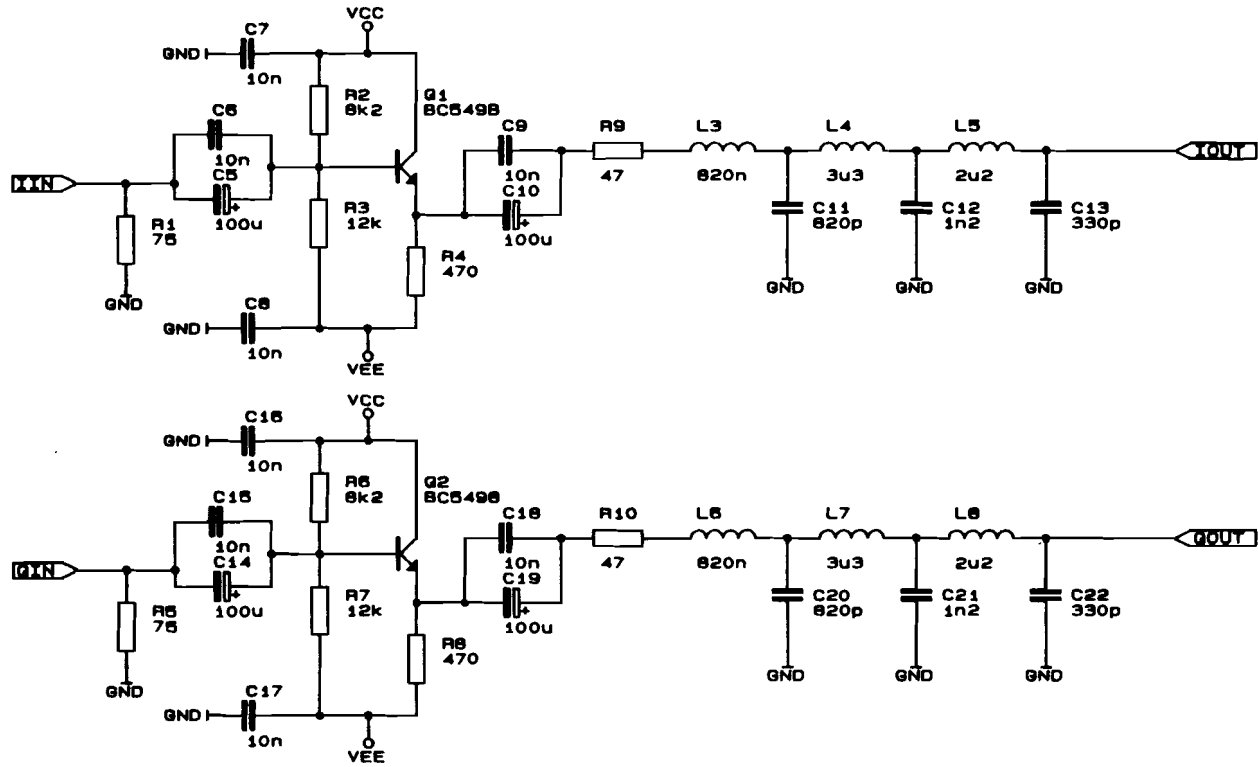 VCC
C7
GND
10n
R2
8k2
Q1
BC549B
C6
10n
C5
100u
+
C9
10n
C10
100u
+
R9
47
L3
820n
L4
3u3
L5
2u2
IOUT
IIN
R1
75
GND
R3
12k
R4
470
C11
820p
GND
C12
1n2
GND
C13
330p
GND
C8
GND
10n
VEE
VCC
C16
GND
10n
R6
8k2
Q2
BC549B
C15
10n
C14
100u
+
C18
10n
C19
100u
+
R10
47
L6
820n
L7
3u3
L8
2u2
QOUT
QIN
R5
75
GND
R7
12k
R8
470
C20
820p
GND
C21
1n2
GND
C22
330p
GND
C17
GND
10n
VEE